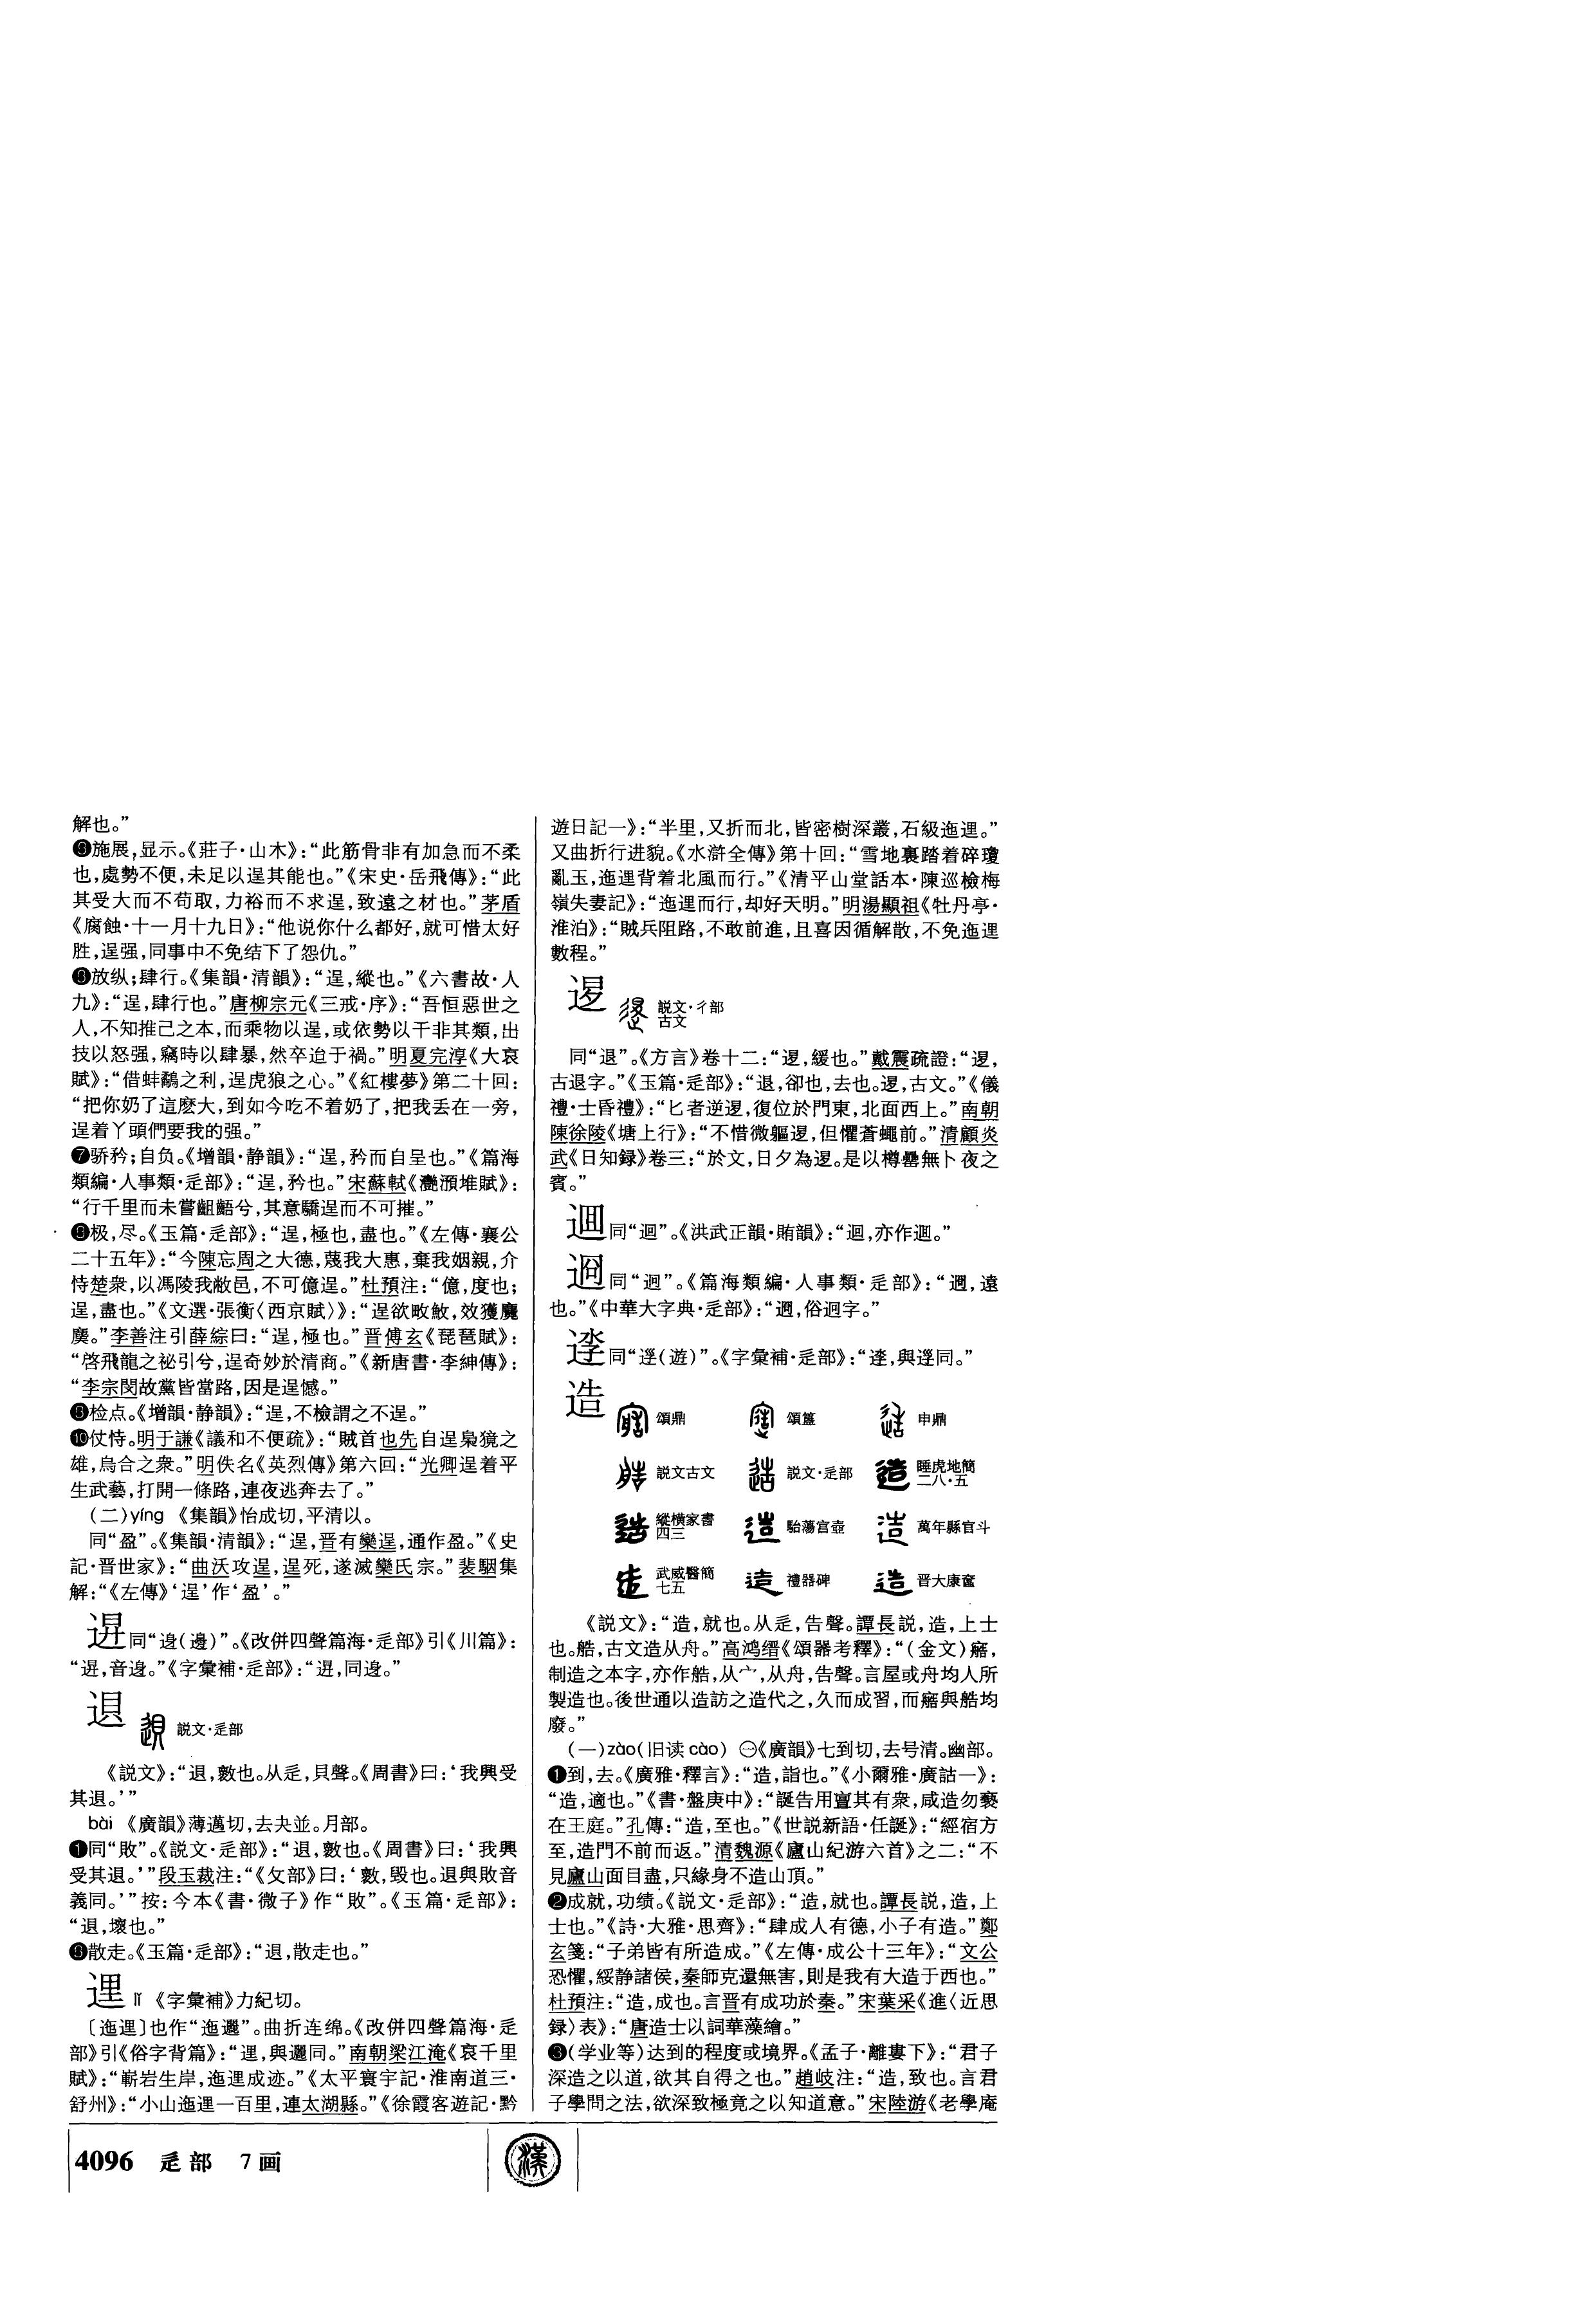 解也。”
❺施展,显示。《莊子·山木》:“此筋骨非有加急而不柔
也,處勢不便,未足以逞其能也。”《宋史·岳飛傳》:“此
其受大而不苟取,力裕而不求逞,致遠之材也。”茅盾
《腐蝕·十一月十九日》:“他说你什么都好,就可惜太好
胜,逞强,同事中不免结下了怨仇。”
❻放纵;肆行。《集韻·清韻》:“逞,縱也。”《六書故·人
九》:“逞,肆行也。”唐柳宗元《三戒·序》:“吾恒惡世之
人,不知推己之本,而乘物以逞,或依勢以干非其類,出
技以怒强,竊時以肆暴,然卒迨于禍。”明夏完淳《大哀
賦》:“借蚌鷸之利,逞虎狼之心。”《紅樓夢》第二十回:
“把你奶了這麽大,到如今吃不着奶了,把我丢在一旁,
逞着丫頭們要我的强。”
❼骄矜;自负。《增韻·静韻》:“逞,矜而自呈也。”《篇海
類編·人事類·辵部》:“逞,矜也。”宋蘇軾《灩澦堆賦》:
“行千里而未嘗齟齬兮,其意驕逞而不可摧。”
❽极,尽。《玉篇·辵部》:“逞,極也,盡也。”《左傳·襄公
二十五年》:“今陳忘周之大德,蔑我大惠,棄我姻親,介
恃楚衆,以馮陵我敝邑,不可億逞。”杜預注:“億,度也;
逞,盡也。”《文選·張衡〈西京賦〉》:“逞欲畋䱷,效獲麑
麌。”李善注引薛綜曰:“逞,極也。”晋傅玄《琵琶賦》:
“啓飛龍之祕引兮,逞奇妙於清商。”《新唐書·李紳傳》:
“李宗閔故黨皆當路,因是逞憾。”
❾检点。《增韻·静韻》:“逞,不檢謂之不逞。”
❿仗恃。明于謙《議和不便疏》:“賊首也先自逞梟獍之
雄,烏合之衆。”明佚名《英烈傳》第六回:“光卿逞着平
生武藝,打開一條路,連夜逃奔去了。”
(二)yíng 《集韻》怡成切,平清以。
同“盈”。《集韻·清韻》:“逞,晋有欒逞,通作盈。”《史
記·晋世家》:“曲沃攻逞,逞死,遂滅欒氏宗。”裴駰集
解:“《左傳》‘逞’作‘盈’。”
同“邉(邊)”。《改併四聲篇海·辵部》引《川篇》:
䢙 説文·辵部
《説文》:“䢙,斁也。从辵,貝聲。《周書》曰:‘我興受
其䢙。’”
bài 《廣韻》薄邁切,去夬並。月部。
❶同“敗”。《説文·辵部》:“䢙,斁也。《周書》曰:‘我興
受其䢙。’”段玉裁注:“《攵部》曰:‘斁,毁也。䢙與敗音
義同。’”按:今本《書·微子》作“敗”。《玉篇·辵部》:
“䢙,壞也。”
❷散走。《玉篇·辵部》:“䢙,散走也。”
逦 lǐ 《字彙補》力紀切。
〔迤逦〕也作“迤邐”。曲折连绵。《改併四聲篇海·辵
部》引《俗字背篇》:“逦,與邐同。”南朝梁江淹《哀千里
賦》:“嶄岩生岸,迤逦成迹。”《太平寰宇記·淮南道三·
舒州》:“小山迤逦一百里,連太湖縣。”《徐霞客遊記·黔
遊日記一》:“半里,又折而北,皆密樹深叢,石級迤逦。”
又曲折行进貌。《水滸全傳》第十回:“雪地裏踏着碎瓊
亂玉,迤逦背着北風而行。”《清平山堂話本·陳巡檢梅
嶺失妻記》:“迤逦而行,却好天明。”明湯顯祖《牡丹亭·
淮泊》:“賊兵阻路,不敢前進,且喜因循解散,不免迤逦
數程。”
𨓤 説文·彳部
古文
同“退”。《方言》卷十二:“𨓤,緩也。”戴震疏證:“𨓤,
古退字。”《玉篇·辵部》:“退,卻也,去也。𨓤,古文。”《儀
禮·士昏禮》:“匕者逆𨓤,復位於門東,北面西上。”南朝
陳徐陵《塘上行》:“不惜微軀𨓤,但懼蒼蠅前。”清顧炎
武《日知録》卷三:“於文,日夕為𨓤。是以樽罍無卜夜之
賓。”
同“迴”。《洪武正韻·賄韻》:“迴,亦作逥。”
同“迥”。《篇海類編·人事類·辵部》:“逈,遠
也。”《中華大字典·辵部》:“逈,俗迥字。”
造 頌鼎 頌簋 申鼎
説文古文 説文·辵部 睡虎地簡
二八·五
縱横家書
四三 駘蕩宫壺 萬年縣官斗
武威醫簡
七五 禮器碑 晋大康𠥓
《説文》:“造,就也。从辵,告聲。譚長説,造,上士
也。艁,古文造从舟。”高鸿缙《頌器考釋》:“(金文)㝮,
制造之本字,亦作艁,从宀,从舟,告聲。言屋或舟均人所
製造也。後世通以造訪之造代之,久而成習,而㝮與艁均
廢。”
(一)zào(旧读cào) ㊀《廣韻》七到切,去号清。幽部。
❶到,去。《廣雅·釋言》:“造,詣也。”《小爾雅·廣詁一》:
“造,適也。”《書·盤庚中》:“誕告用亶其有衆,咸造勿褻
在王庭。”孔傳:“造,至也。”《世説新語·任誕》:“經宿方
至,造門不前而返。”清魏源《廬山紀游六首》之二:“不
見廬山面目盡,只緣身不造山頂。”
❷成就,功绩。《説文·辵部》:“造,就也。譚長説,造,上
士也。”《詩·大雅·思齊》:“肆成人有德,小子有造。”鄭
玄箋:“子弟皆有所造成。”《左傳·成公十三年》:“文公
恐懼,綏静諸侯,秦師克還無害,則是我有大造于西也。”
杜預注:“造,成也。言晋有成功於秦。”宋葉采《進〈近思
録〉表》:“唐造士以詞華藻繪。”
❸(学业等)达到的程度或境界。《孟子·離婁下》:“君子
深造之以道,欲其自得之也。”趙岐注:“造,致也。言君
子學問之法,欲深致極竟之以知道意。”宋陸游《老學庵
4096 辵部 7画
漢